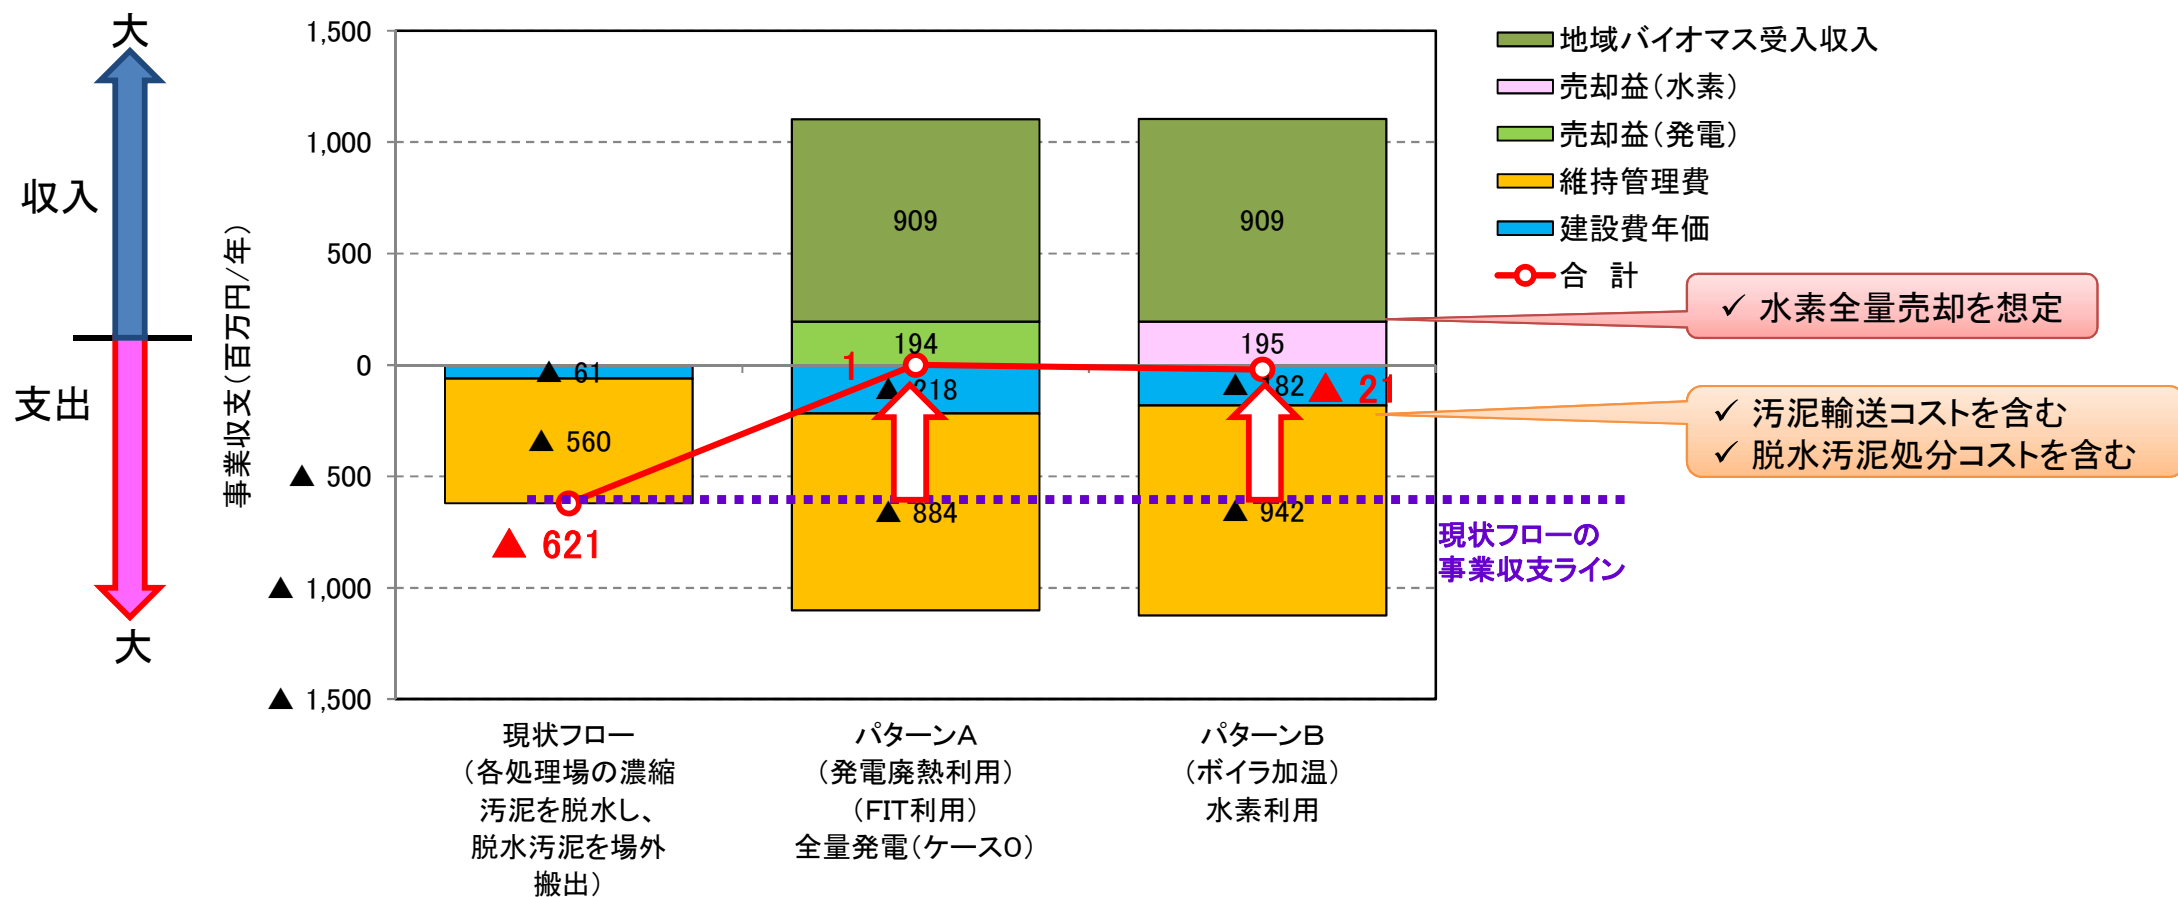 大
収入
支出
大
事業収支(百万円/年)
1,500
1,000
500
0
▲ 500
▲ 1,000
▲ 1,500
909
909
194
195
▲ 61
▲ 218
▲ 182
▲ 560
▲ 884
▲ 942
1
▲ 21
▲ 621
地域バイオマス受入収入
売却益(水素)
売却益(発電)
維持管理費
建設費年価
合 計
✓ 水素全量売却を想定
✓ 汚泥輸送コストを含む
✓ 脱水汚泥処分コストを含む
現状フローの
事業収支ライン
現状フロー
(各処理場の濃縮
汚泥を脱水し、
脱水汚泥を場外
搬出)
パターンA
(発電廃熱利用)
(FIT利用)
全量発電(ケース0)
パターンB
(ボイラ加温)
水素利用